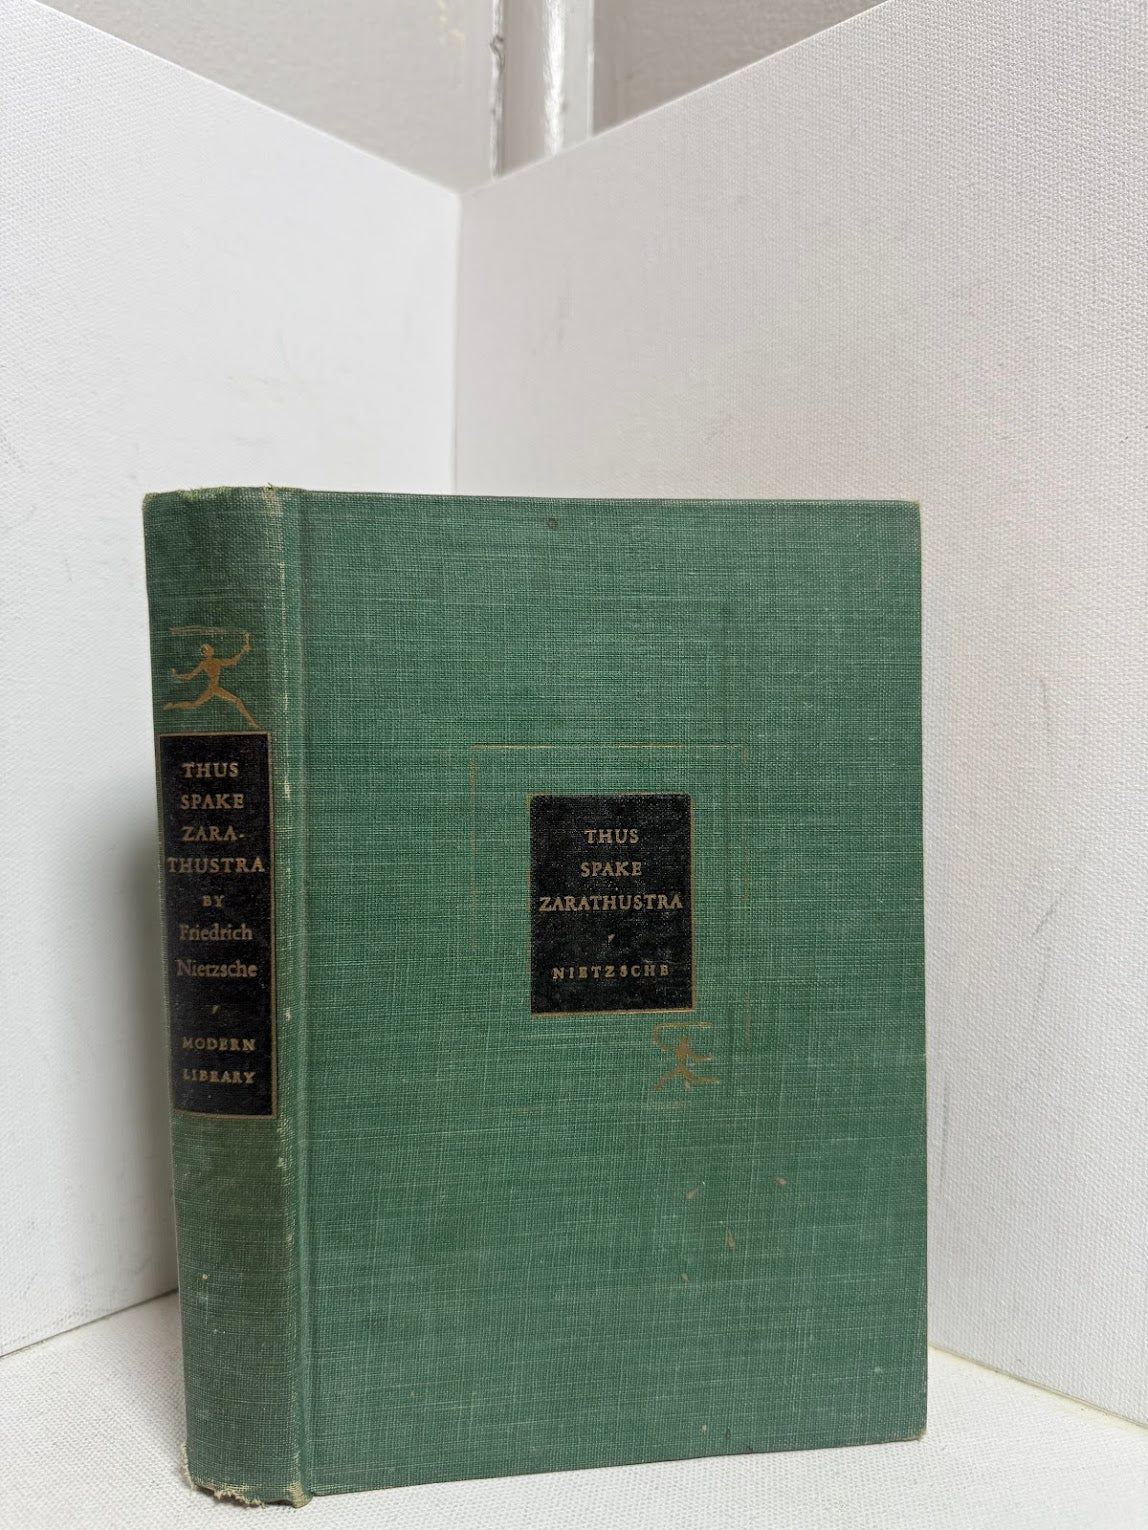 THUS
SPAKE
ZARA-
THUSTRA
BY
Friedrich
Nietzsche
MODERN
LIBRARY
THUS
SPAKE
ZARATHUSTRA
NIETZSCHE